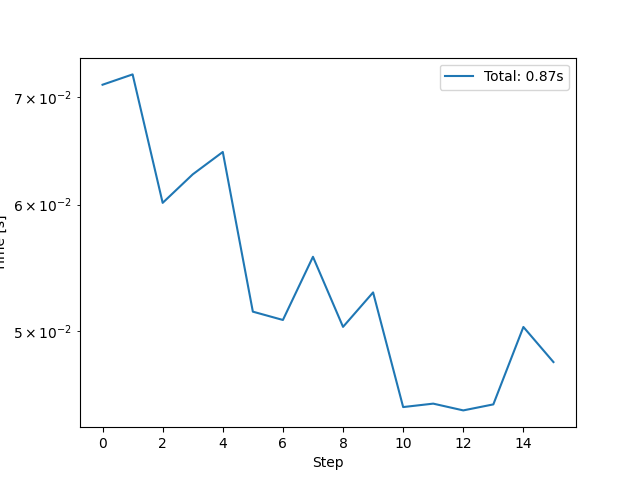 Total: 0.87s
7 × 10⁻²
6 × 10⁻²
5 × 10⁻²
[s]
0 2 4 6 8 10 12 14
Step